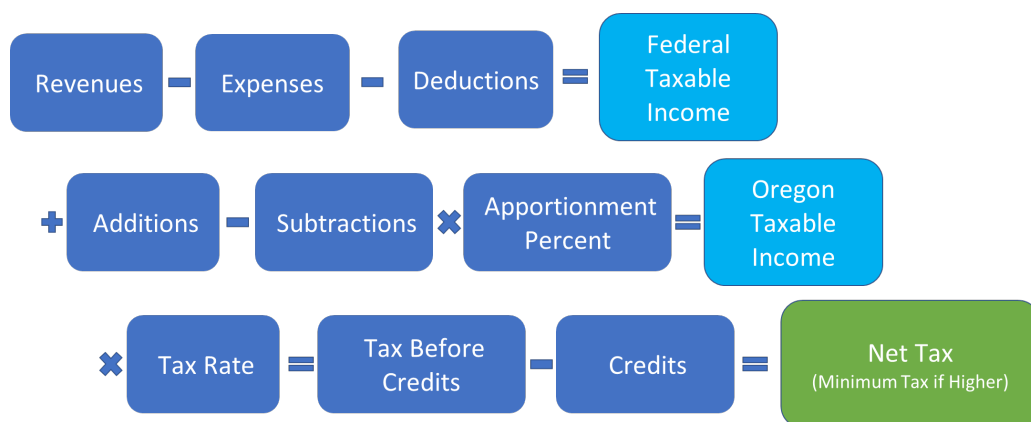 Revenues
Expenses
Deductions
Federal
Taxable
Income
Additions
Subtractions
Apportionment
Percent
Oregon
Taxable
Income
Tax Rate
Tax Before
Credits
Credits
Net Tax
(Minimum Tax if Higher)